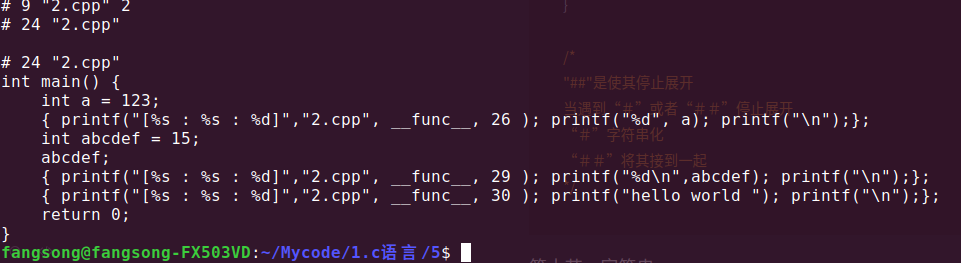 # 9 "2.cpp" 2
# 24 "2.cpp"
}
# 24 "2.cpp"
/*
int main() {
"##"是使其停止展开
int a = 123;
当遇到“＃”或者“＃＃”停止展开
{ printf("[%s : %s : %d]","2.cpp", __func__, 26 ); printf("%d", a); printf("\n");};
int abcdef = 15;
“＃”字符串化
abcdef;
“＃＃”将其接到一起
{ printf("[%s : %s : %d]","2.cpp", __func__, 29 ); printf("%d\n",abcdef); printf("\n");};
{ printf("[%s : %s : %d]","2.cpp", __func__, 30 ); printf("hello world "); printf("\n");};
return 0;
}
fangsong@fangsong-FX503VD:~/Mycode/1.c语言/5$